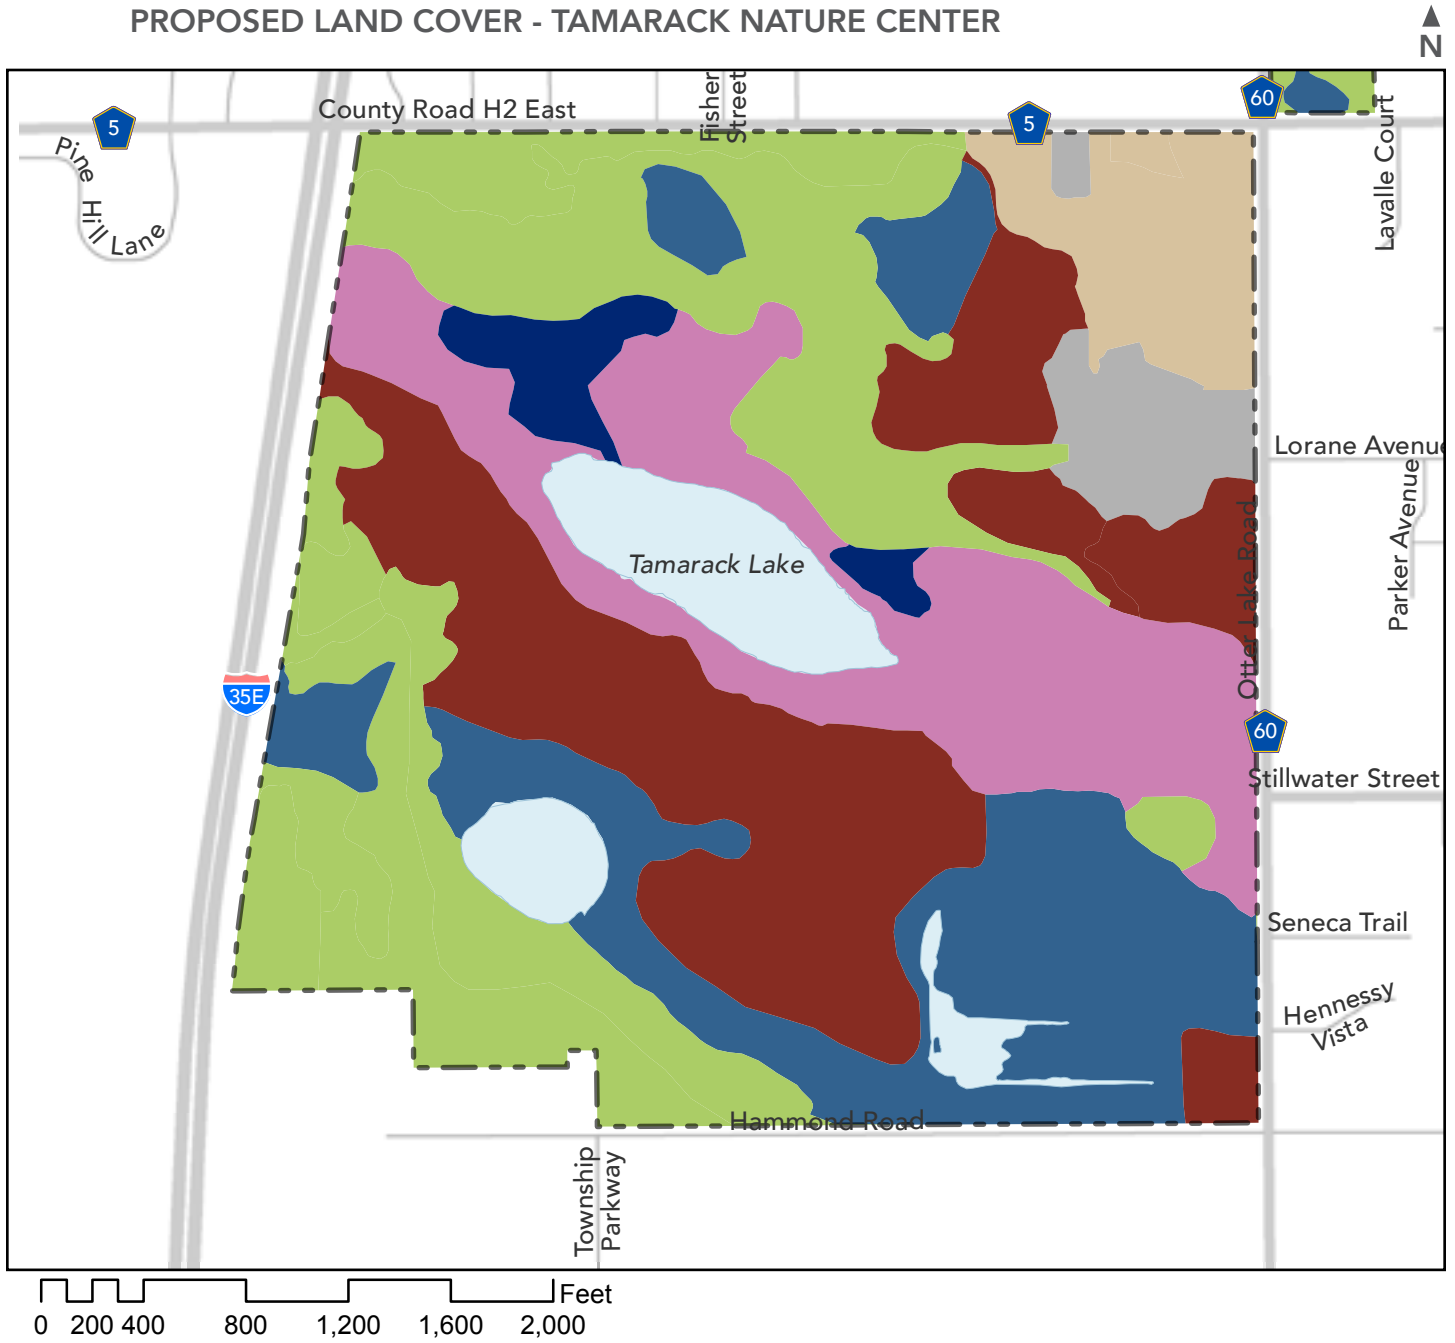 PROPOSED LAND COVER - TAMARACK NATURE CENTER
N
County Road H2 East
Fisher
Street
5
5
60
Pine Hill Lane
Lavalle Court
Lorane Avenue
Parker Avenue
Otter Lake Road
Tamarack Lake
35E
60
Stillwater Street
Seneca Trail
Hennessy
Vista
Hammond Road
Township
Parkway
Feet
0 200 400 800 1,200 1,600 2,000